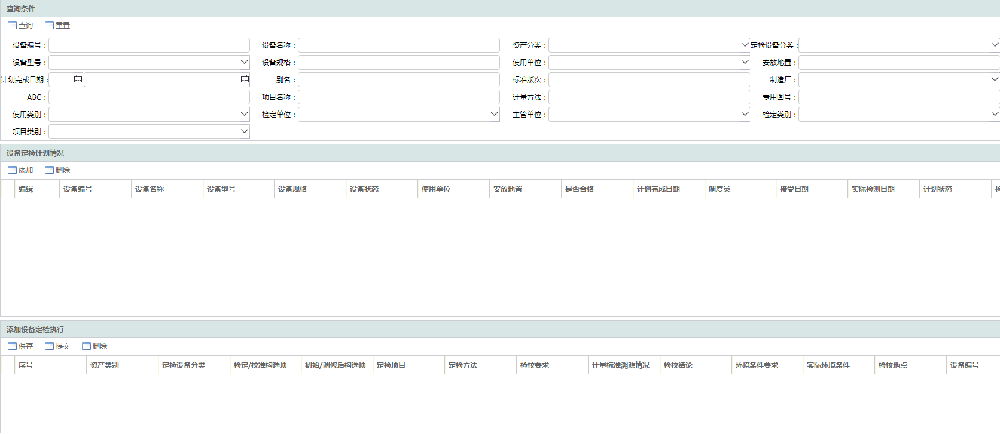 查询条件
查询 重置
设备编号： 设备名称： 资产分类： 定检设备分类：
设备型号： 设备规格： 使用单位： 安放地置：
计划完成日期： 别名： 标准版次： 制造厂：
ABC： 项目名称： 计量方法： 专用图号：
使用类别： 检定单位： 主管单位： 检定类别：
项目类别：
设备定检计划情况
添加 删除
编辑 设备编号 设备名称 设备型号 设备规格 设备状态 使用单位 安放地置 是否合格 计划完成日期 调度员 接受日期 实际检测日期 计划状态
添加设备定检执行
保存 提交 删除
序号 资产类别 定检设备分类 检定/校准构选项 初始/调修后构选项 定检项目 定检方法 检校要求 计量标准溯源情况 检校结论 环境条件要求 实际环境条件 检校地点 设备编号